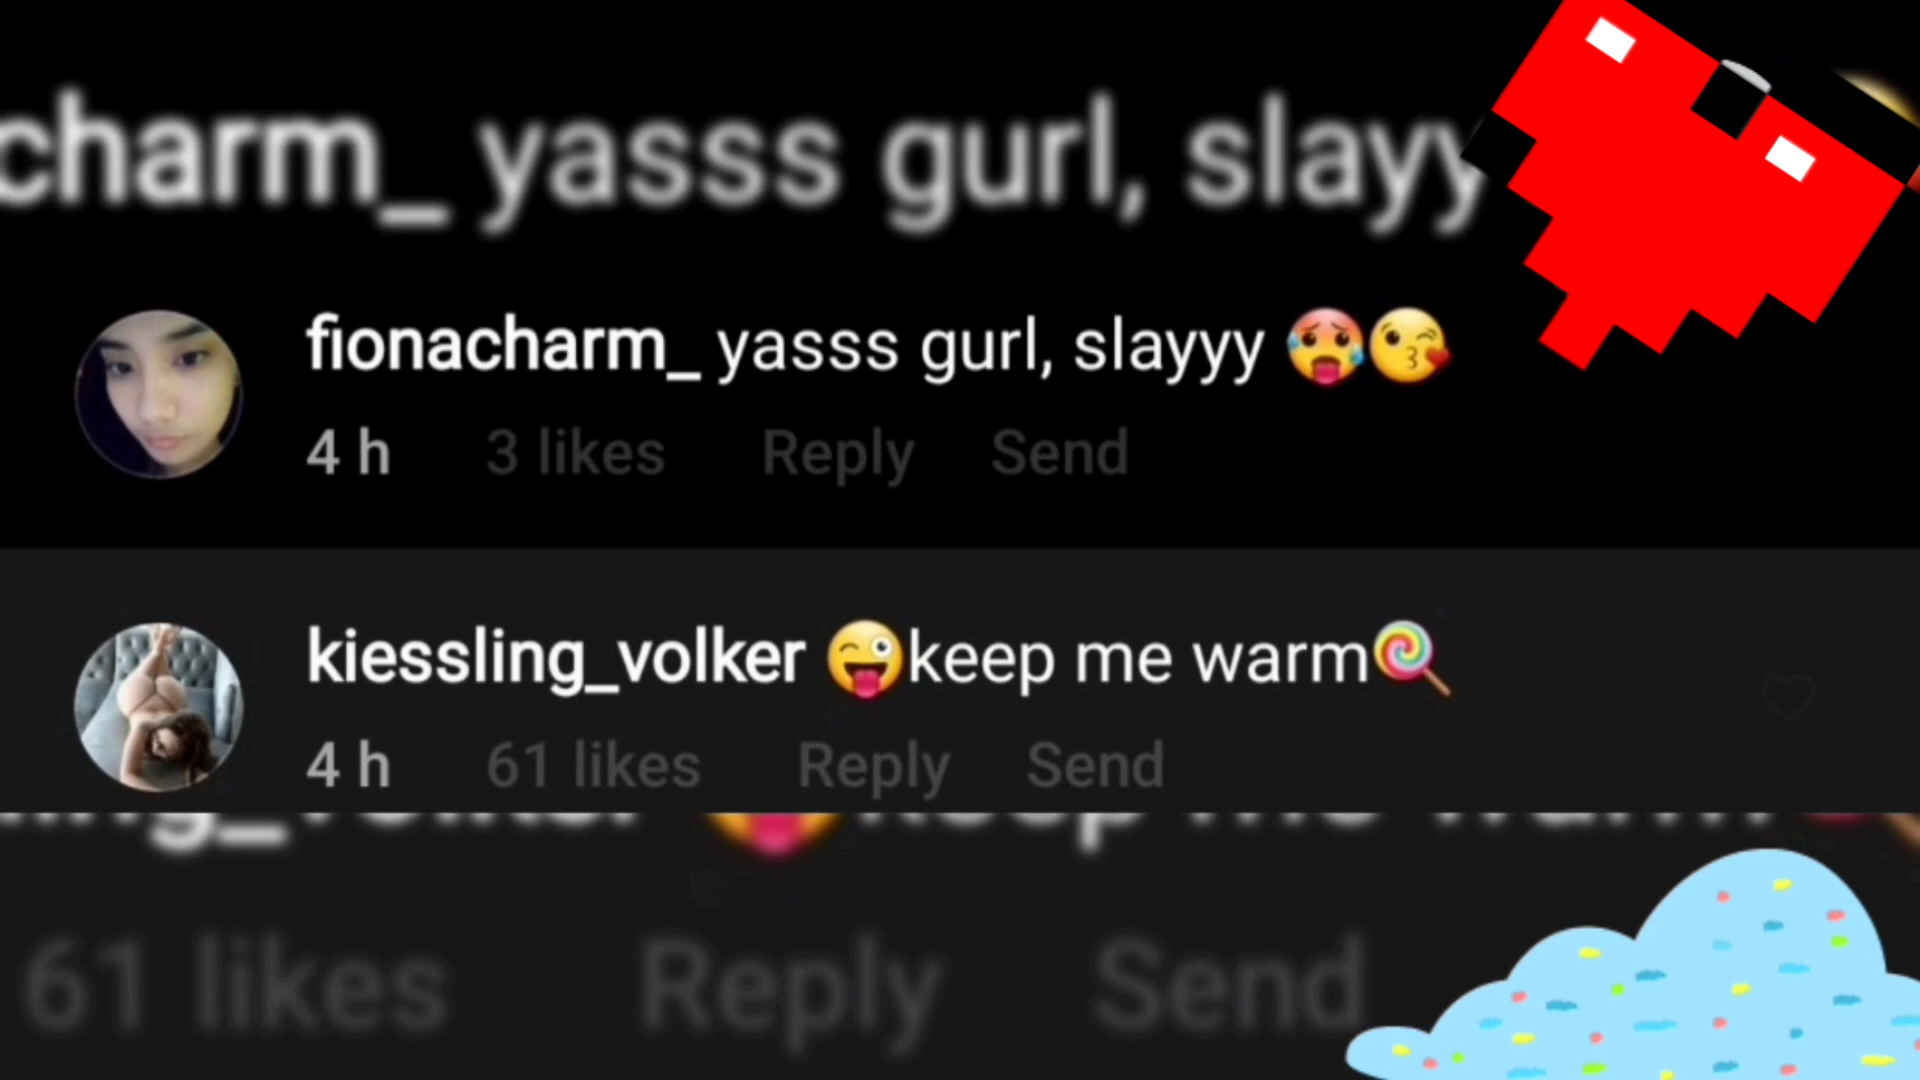 charm_ yasss gurl, slayy
fionacharm_ yasss gurl, slayyy 🥵😘
4 h 3 likes Reply Send
kiessling_volker 😜keep me warm🍭
4 h 61 likes Reply Send
61 likes Reply Send